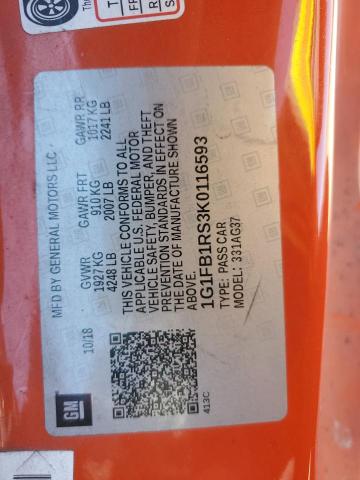 MFD BY GENERAL MOTORS LLC
10/18
GVWR GAWR FRT GAWR RR
1927 KG 910 KG 1017 KG
4248 LB 2007 LB 2241 LB
THIS VEHICLE CONFORMS TO ALL
APPLICABLE U.S. FEDERAL MOTOR
VEHICLE SAFETY, BUMPER, AND THEFT
PREVENTION STANDARDS IN EFFECT ON
THE DATE OF MANUFACTURE SHOWN
ABOVE.
1G1FB1RS3K0116593
TYPE: PASS CAR
MODEL: 331AG37
GM
413C